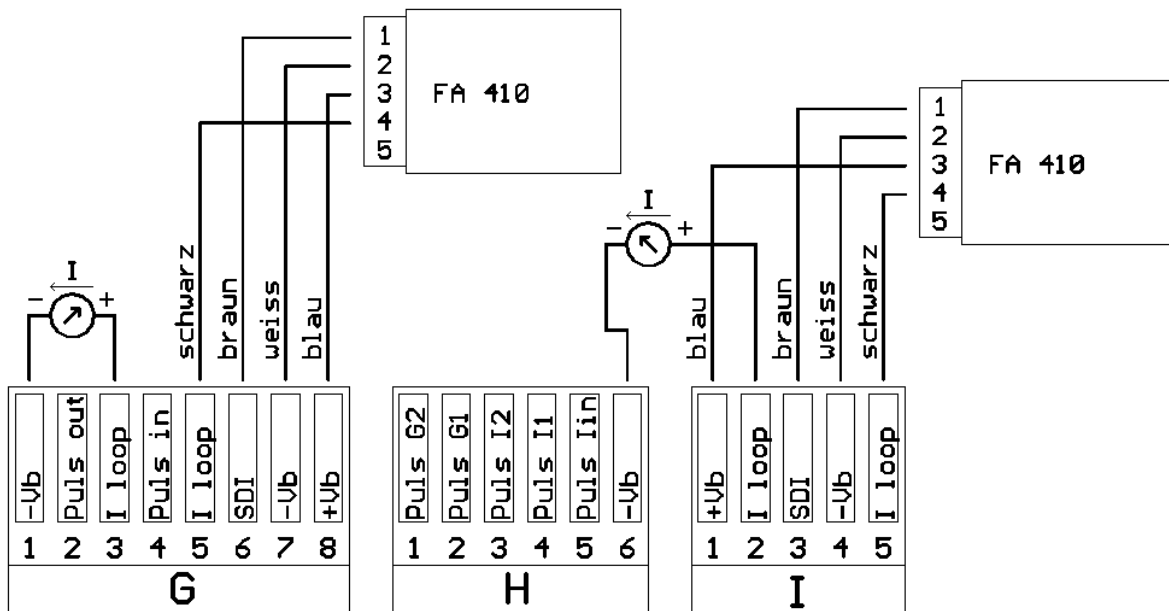 1
2
3
4
5
FA 410
1
2
3
4
5
FA 410
- I +
- I +
schwarz
braun
weiss
blau
blau
braun
weiss
schwarz
-Vb
Puls out
I loop
Puls in
I loop
SDI
-Vb
+Vb
1 2 3 4 5 6 7 8
G
Puls G2
Puls G1
Puls I2
Puls I1
Puls Iin
-Vb
1 2 3 4 5 6
H
+Vb
I loop
SDI
-Vb
I loop
1 2 3 4 5
I